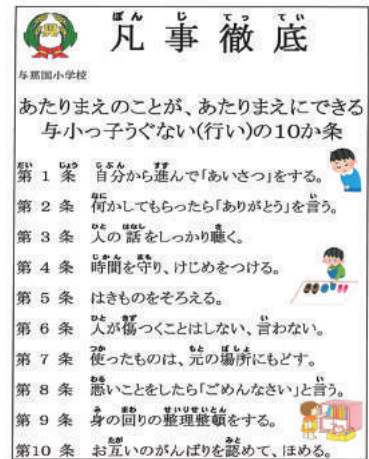 凡事徹底
与那国小学校
あたりまえのことが、あたりまえにできる
与小っ子うぐない(行い)の10か条
第1条 自分から進んで「あいさつ」をする。
第2条 何かしてもらったら「ありがとう」を言う。
第3条 人の話をしっかり聴く。
第4条 時間を守り、けじめをつける。
第5条 はきものをそろえる。
第6条 人が傷つくことはしない、言わない。
第7条 使ったものは、元の場所にもどす。
第8条 悪いことをしたら「ごめんなさい」と言う。
第9条 身の回りの整理整頓をする。
第10条 お互いのがんばりを認めて、ほめる。